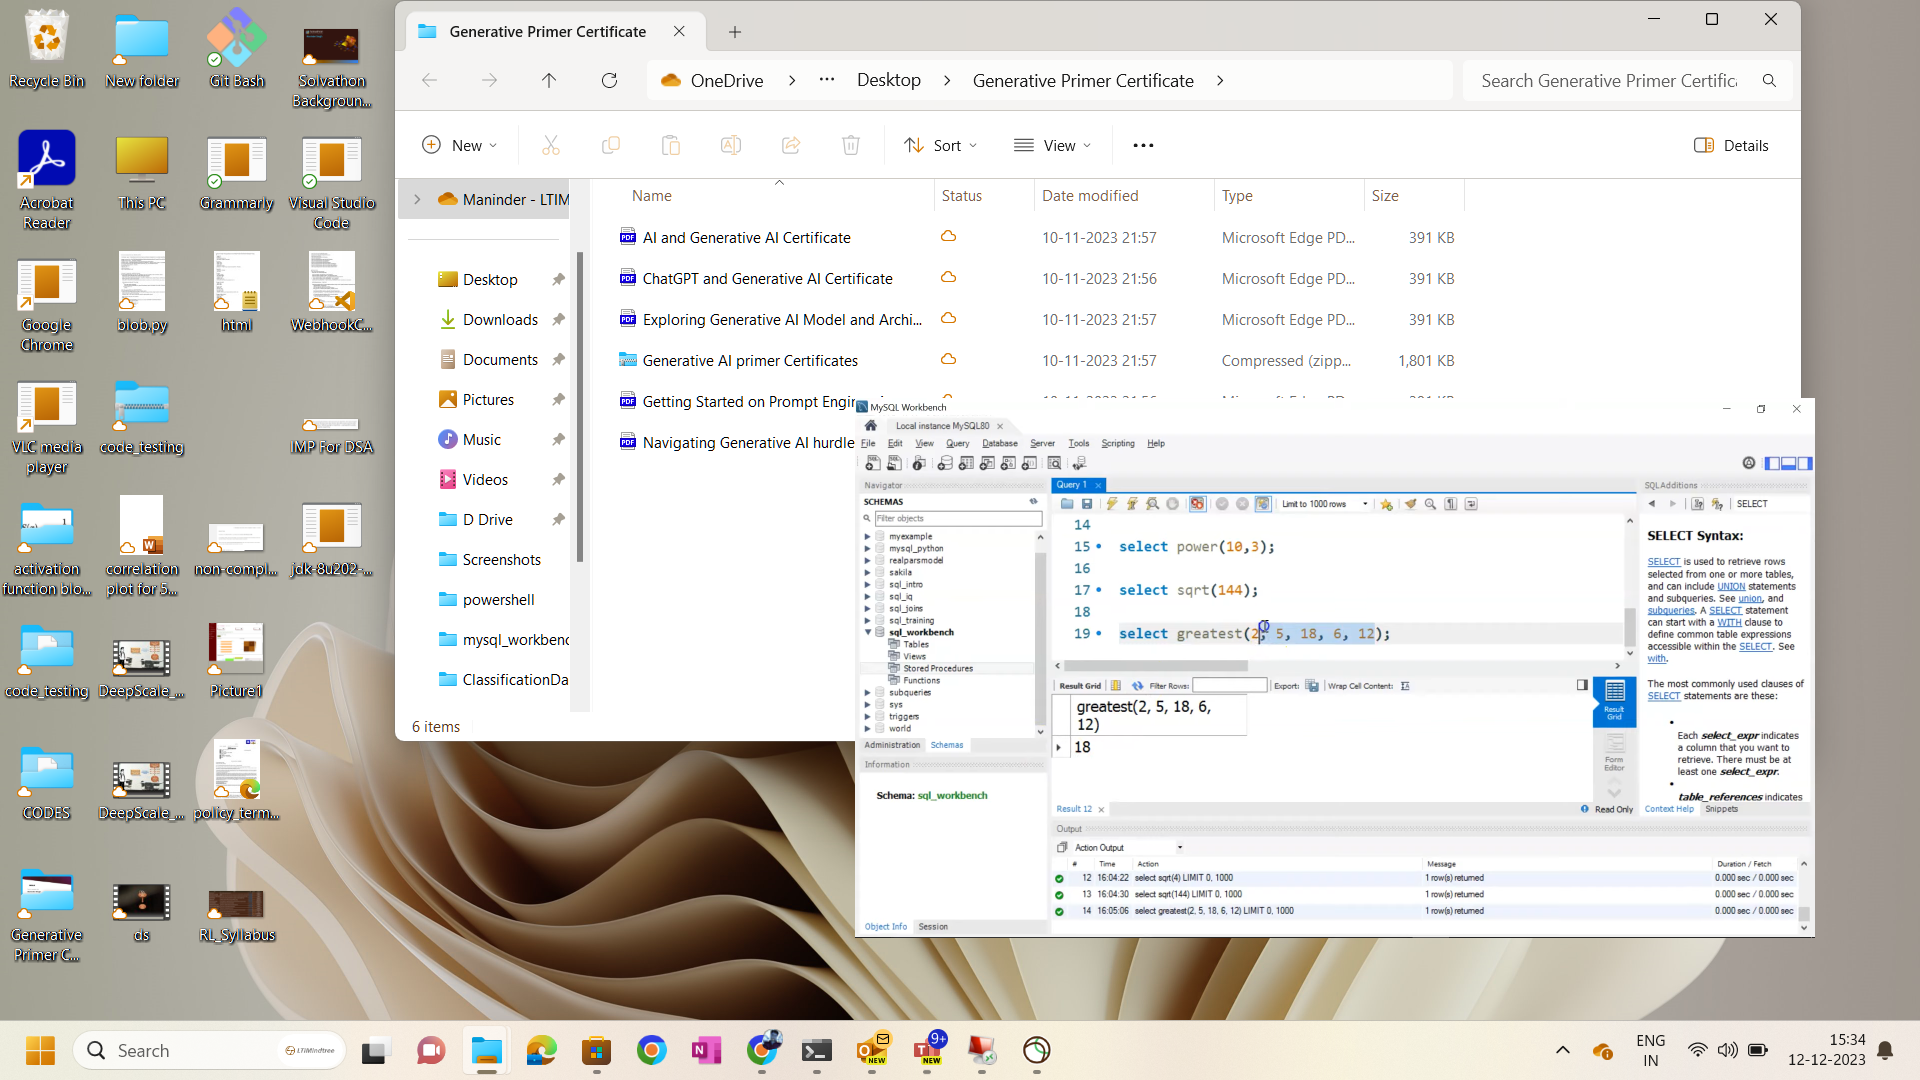 Recycle Bin
New folder
Git Bash
Solvathon
Backgroun...
Acrobat
Reader
This PC
Grammarly
Visual Studio
Code
Google
Chrome
blob.py
html
WebhookC...
VLC media
player
code_testing
IMP For DSA
activation
function blo...
correlation
plot for 5...
non-compl...
jdk-8u202-...
code_testing
DeepScale_...
Picture1
CODES
DeepScale_...
policy_term...
Generative
Primer C...
ds
RL_Syllabus
Generative Primer Certificate
OneDrive > ... Desktop > Generative Primer Certificate >
Search Generative Primer Certific
New
Sort
View
Details
Maninder - LTIM
Desktop
Downloads
Documents
Pictures
Music
Videos
D Drive
Screenshots
powershell
mysql_workbenc
ClassificationDa
Name Status Date modified Type Size
AI and Generative AI Certificate 10-11-2023 21:57 Microsoft Edge PD... 391 KB
ChatGPT and Generative AI Certificate 10-11-2023 21:56 Microsoft Edge PD... 391 KB
Exploring Generative AI Model and Archi... 10-11-2023 21:57 Microsoft Edge PD... 391 KB
Generative AI primer Certificates 10-11-2023 21:57 Compressed (zipp... 1,801 KB
Getting Started on Prompt Engine
Navigating Generative AI hurdle
6 items
MySQL Workbench
Local instance MySQL80
File Edit View Query Database Server Tools Scripting Help
Navigator
SCHEMAS
Filter objects
myexample
mysql_python
realparsmodel
sakila
sql_intro
sql_iq
sql_joins
sql_training
sql_workbench
Tables
Views
Stored Procedures
Functions
subqueries
sys
triggers
world
Administration Schemas
Information
Schema: sql_workbench
Object Info Session
Query 1
Limit to 1000 rows
14
15 select power(10,3);
16
17 select sqrt(144);
18
19 select greatest(2, 5, 18, 6, 12);
Result Grid Filter Rows: Export: Wrap Cell Content:
greatest(2, 5, 18, 6,
12)
18
Result
Grid
Form
Editor
Result 12
Read Only
SQLAdditions
SELECT
SELECT Syntax:
SELECT is used to retrieve rows
selected from one or more tables,
and can include UNION statements
and subqueries. See union, and
subqueries. A SELECT statement
can start with a WITH clause to
define common table expressions
accessible within the SELECT. See
with.
The most commonly used clauses of
SELECT statements are these:
Each select_expr indicates
a column that you want to
retrieve. There must be at
least one select_expr.
table_references indicates
Context Help Snippets
Output
Action Output
# Time Action Message Duration / Fetch
12 16:04:22 select sqrt(4) LIMIT 0, 1000 1 row(s) returned 0.000 sec / 0.000 sec
13 16:04:30 select sqrt(144) LIMIT 0, 1000 1 row(s) returned 0.000 sec / 0.000 sec
14 16:05:06 select greatest(2, 5, 18, 6, 12) LIMIT 0, 1000 1 row(s) returned 0.000 sec / 0.000 sec
Search
LTIMindtree
NEW
9+
NEW
ENG
IN
15:34
12-12-2023